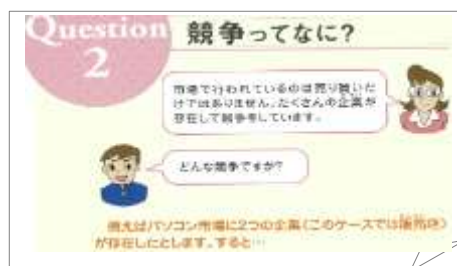 Question
2
競争ってなに?
市場で行われているのは売り買いだ
けではありません。たくさんの企業が
存在して競争をしています。
どんな競争ですか?
例えばパソコン市場に2つの企業(このケースでは販売店)
が存在したとします。すると…